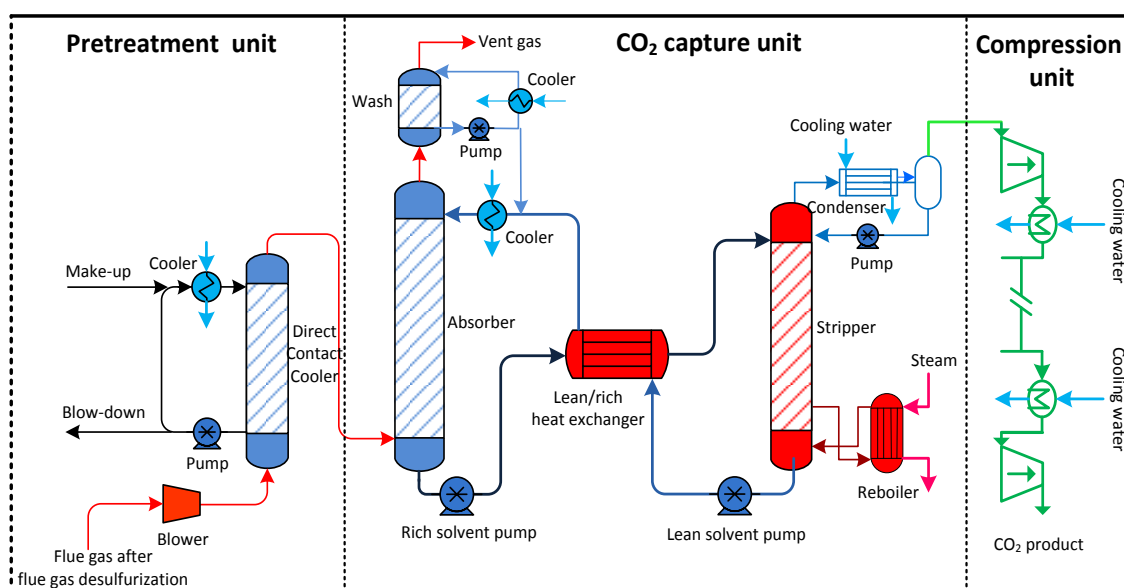 Pretreatment unit
CO₂ capture unit
Compression
unit
Vent gas
Cooler
Wash
Pump
Cooling water
Condenser
Pump
Cooling water
Cooler
Make-up
Cooler
Absorber
Direct
Contact
Cooler
Stripper
Steam
Cooling water
Lean/rich
heat exchanger
Blow-down
Pump
Reboiler
Blower
Rich solvent pump
Lean solvent pump
Flue gas after
flue gas desulfurization
CO₂ product